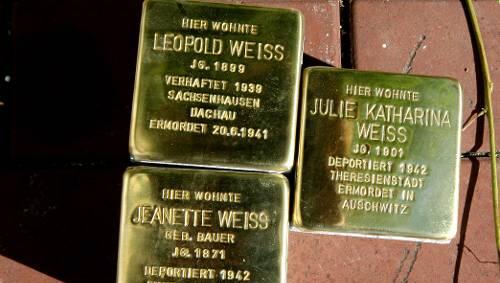 HIER WOHNTE
LEOPOLD WEISS
JG. 1899
VERHAFTET 1939
SACHSENHAUSEN
DACHAU
ERMORDET 20.6.1941
HIER WOHNTE
JULIE KATHARINA
WEISS
JG. 1901
DEPORTIERT 1942
THERESIENSTADT
ERMORDET IN
AUSCHWITZ
HIER WOHNTE
JEANETTE WEISS
GEB. BAUER
JG. 1871
DEPORTIERT 1942